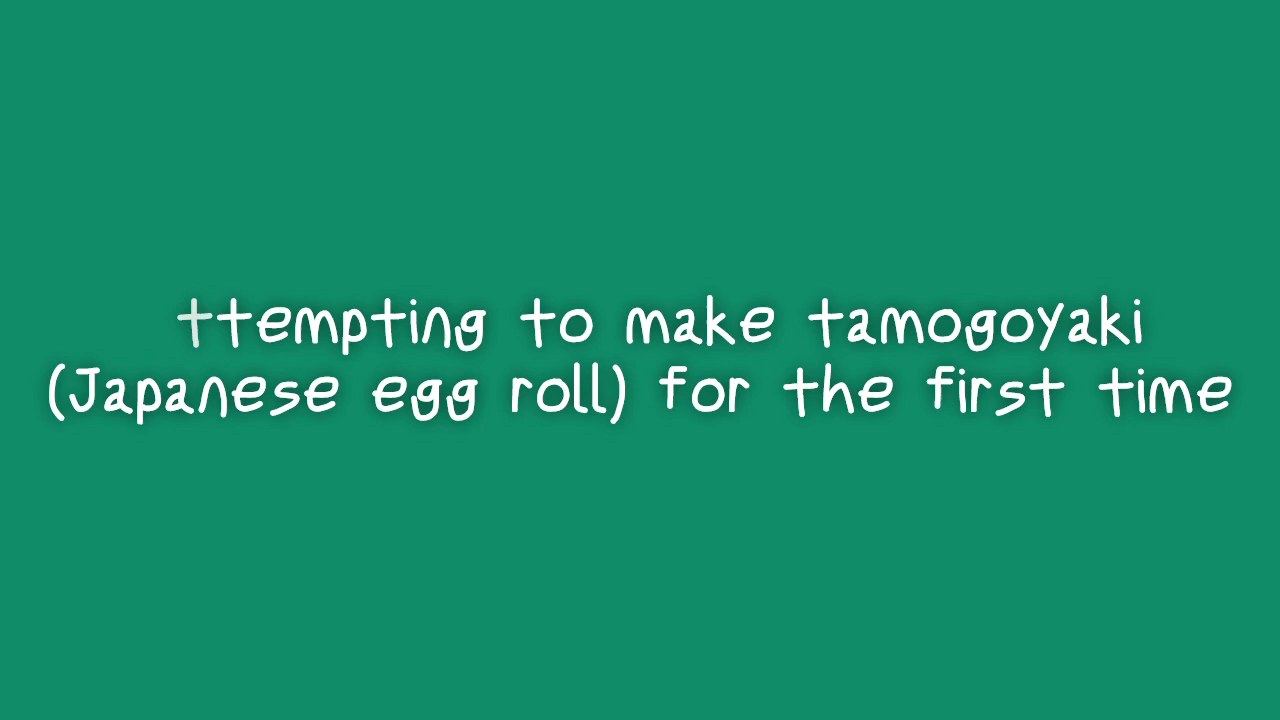 ttempting to make tamogoyaki
(Japanese egg roll) for the first time